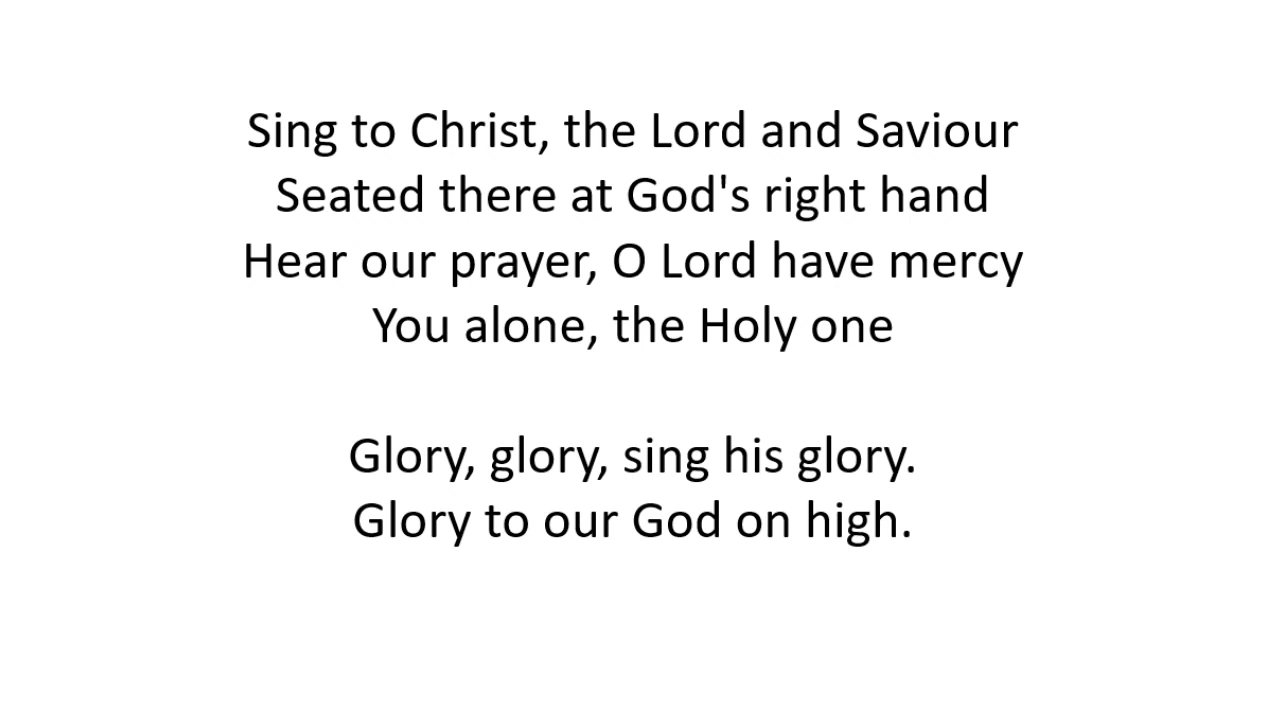 Sing to Christ, the Lord and Saviour
Seated there at God's right hand
Hear our prayer, O Lord have mercy
You alone, the Holy one
Glory, glory, sing his glory.
Glory to our God on high.